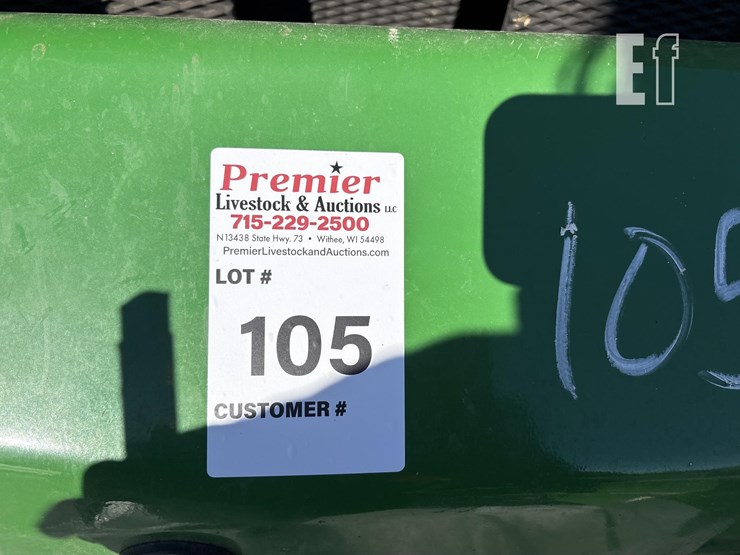 Ef
Premier
Livestock & Auctions LLC
715-229-2500
N13438 State Hwy. 73 • Withee, WI 54498
PremierLivestockandAuctions.com
LOT #
105
CUSTOMER #
105